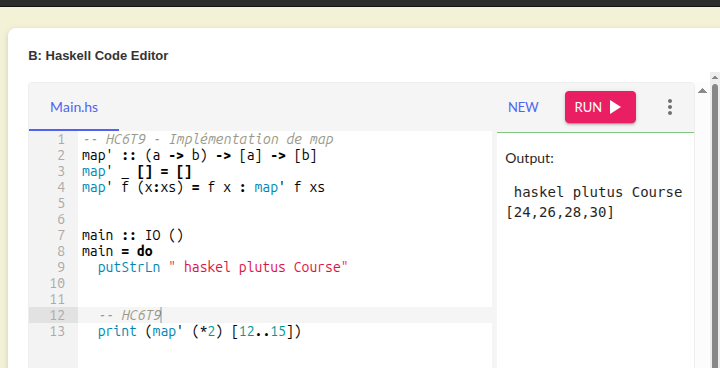 B: Haskell Code Editor
Main.hs
NEW
RUN
1 -- HC6T9 - Implémentation de map
2 map' :: (a -> b) -> [a] -> [b]
3 map' _ [] = []
4 map' f (x:xs) = f x : map' f xs
5
6
7 main :: IO ()
8 main = do
9   putStrLn " haskel plutus Course"
10
11
12   -- HC6T9
13   print (map' (*2) [12..15])
Output:
 haskel plutus Course
[24,26,28,30]